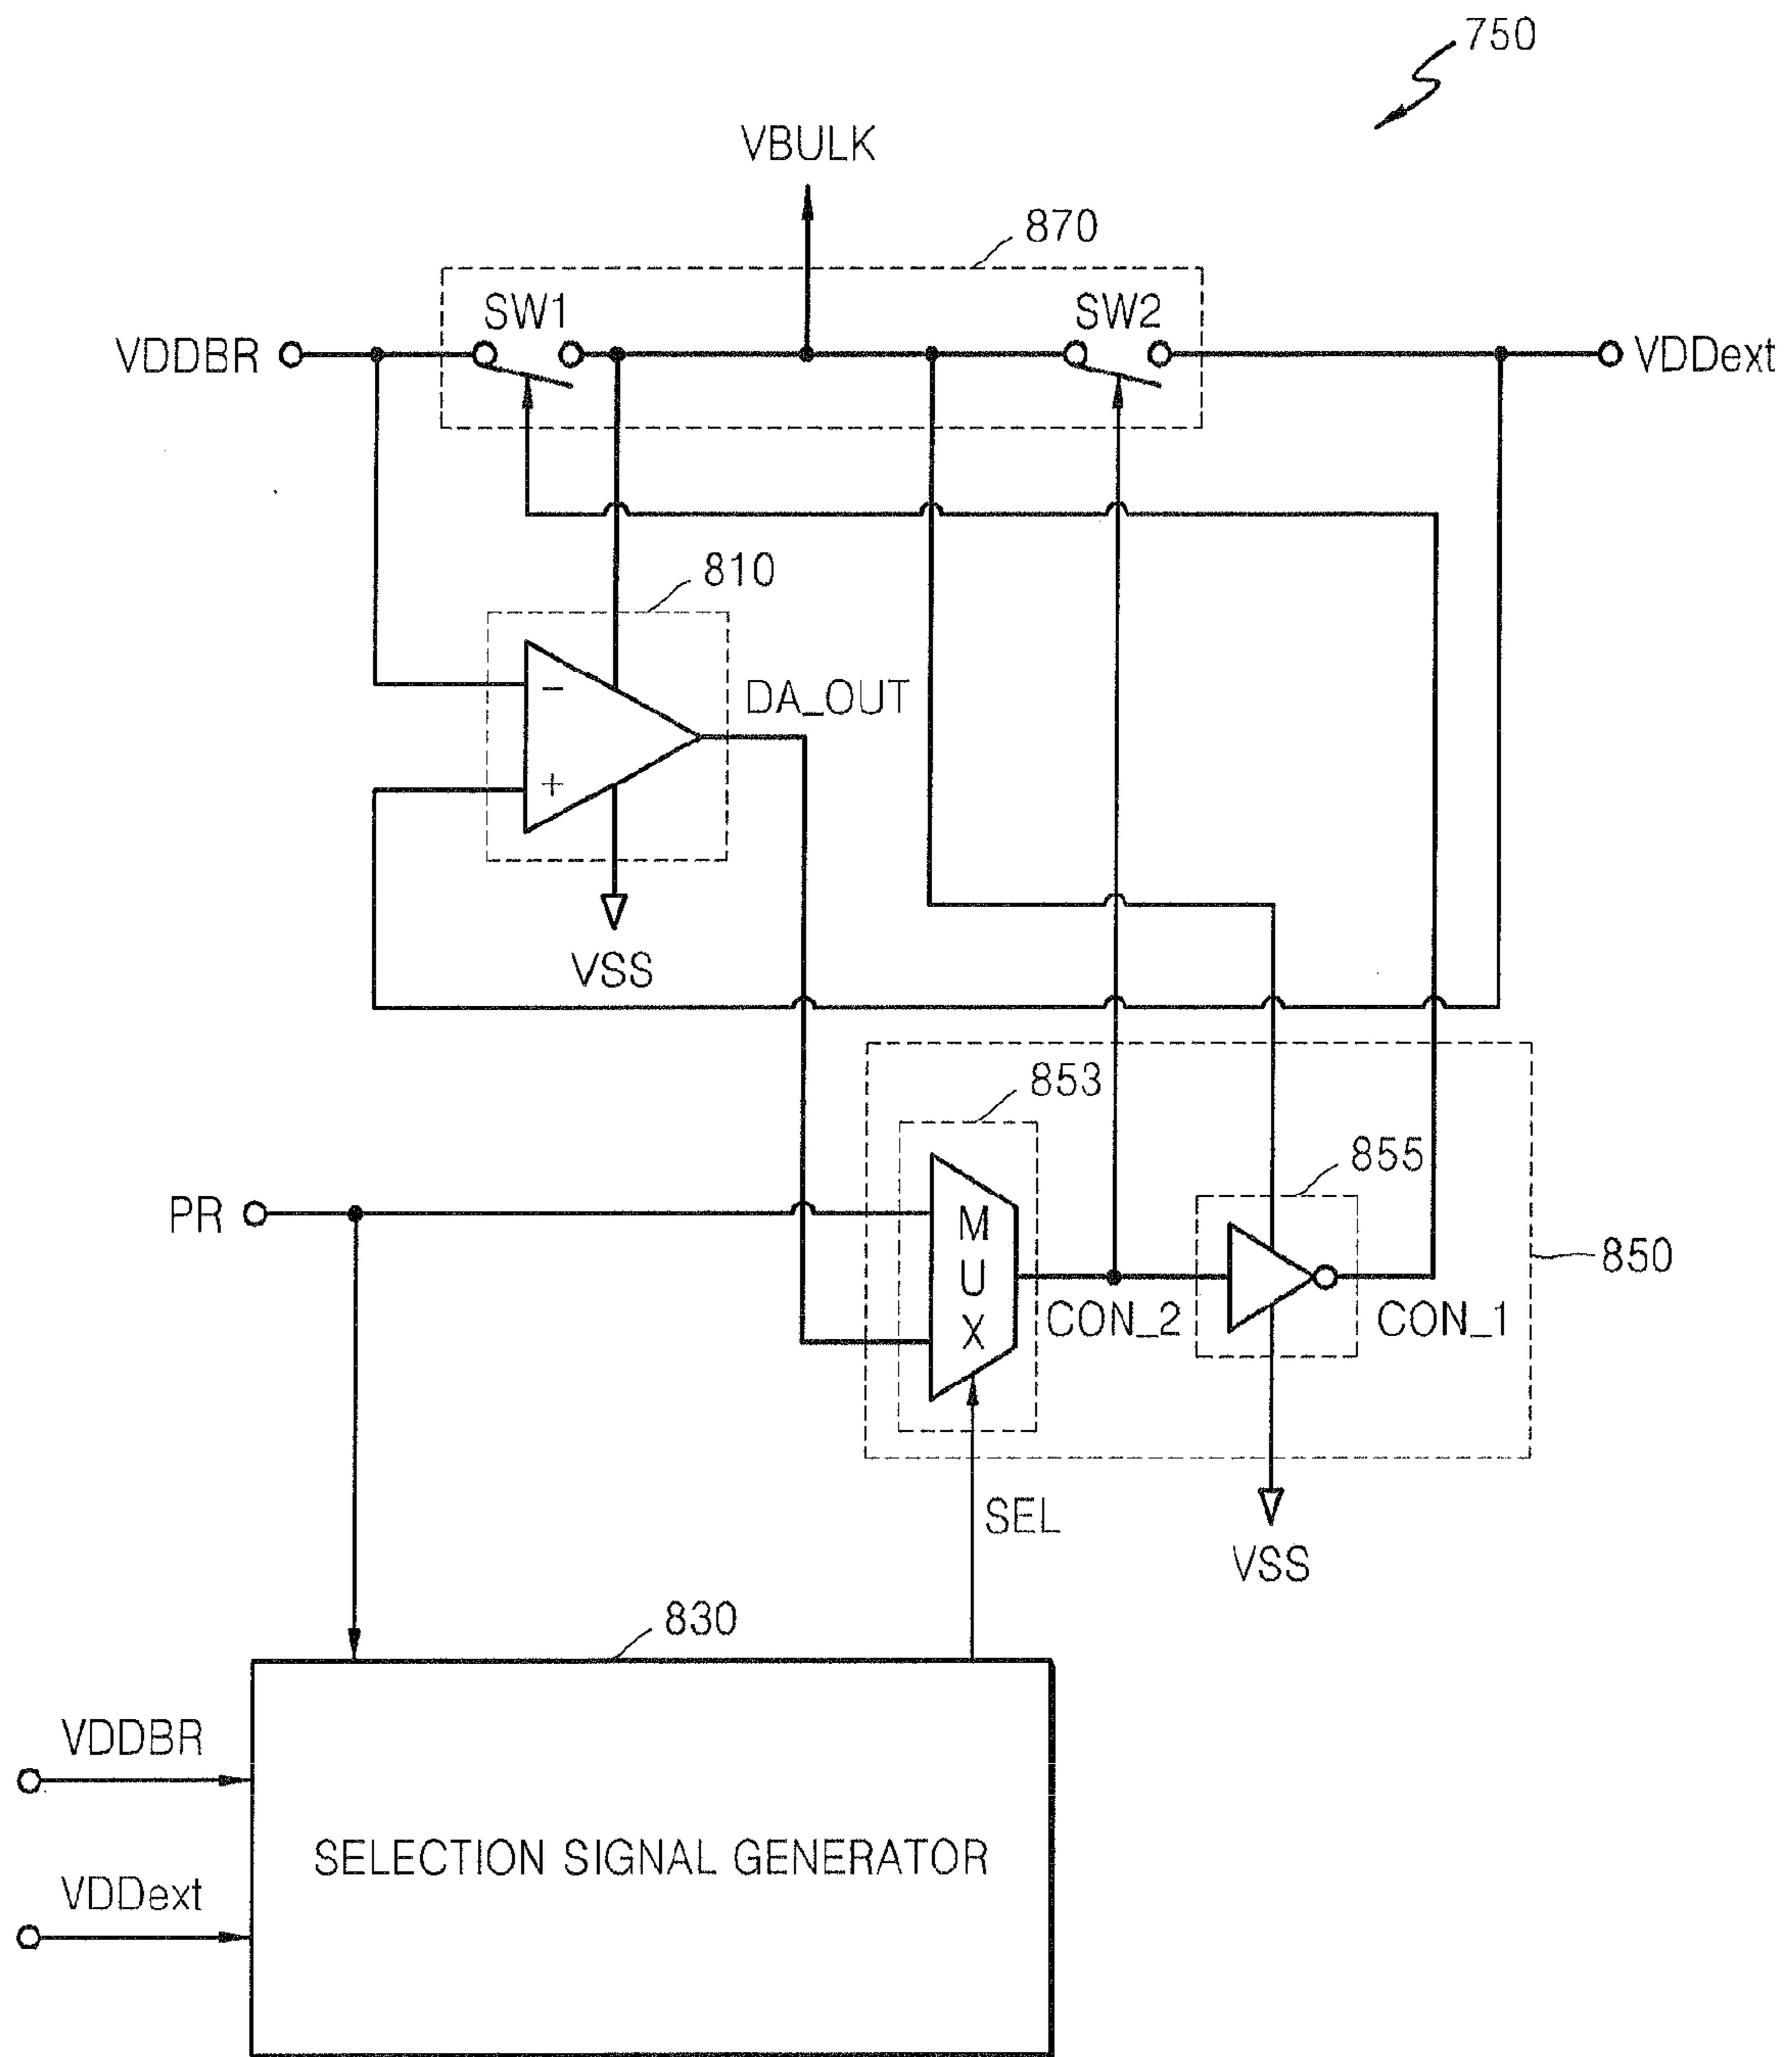 750
VBULK
870
SW1
SW2
VDDBR
VDDext
810
−
DA_OUT
+
VSS
853
855
PR
MUX
850
CON_2
CON_1
SEL
VSS
830
VDDBR
SELECTION SIGNAL GENERATOR
VDDext